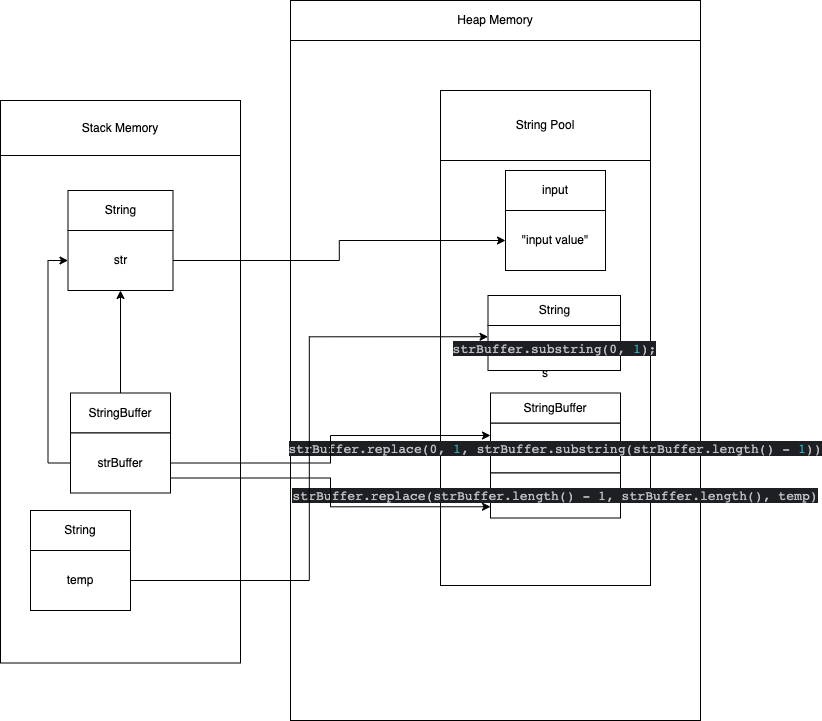 Heap Memory
Stack Memory
String Pool
String
str
input
"input value"
String
strBuffer.substring(0, 1);
s
StringBuffer
strBuffer
StringBuffer
strBuffer.replace(0, 1, strBuffer.substring(strBuffer.length() - 1))
strBuffer.replace(strBuffer.length() - 1, strBuffer.length(), temp)
String
temp